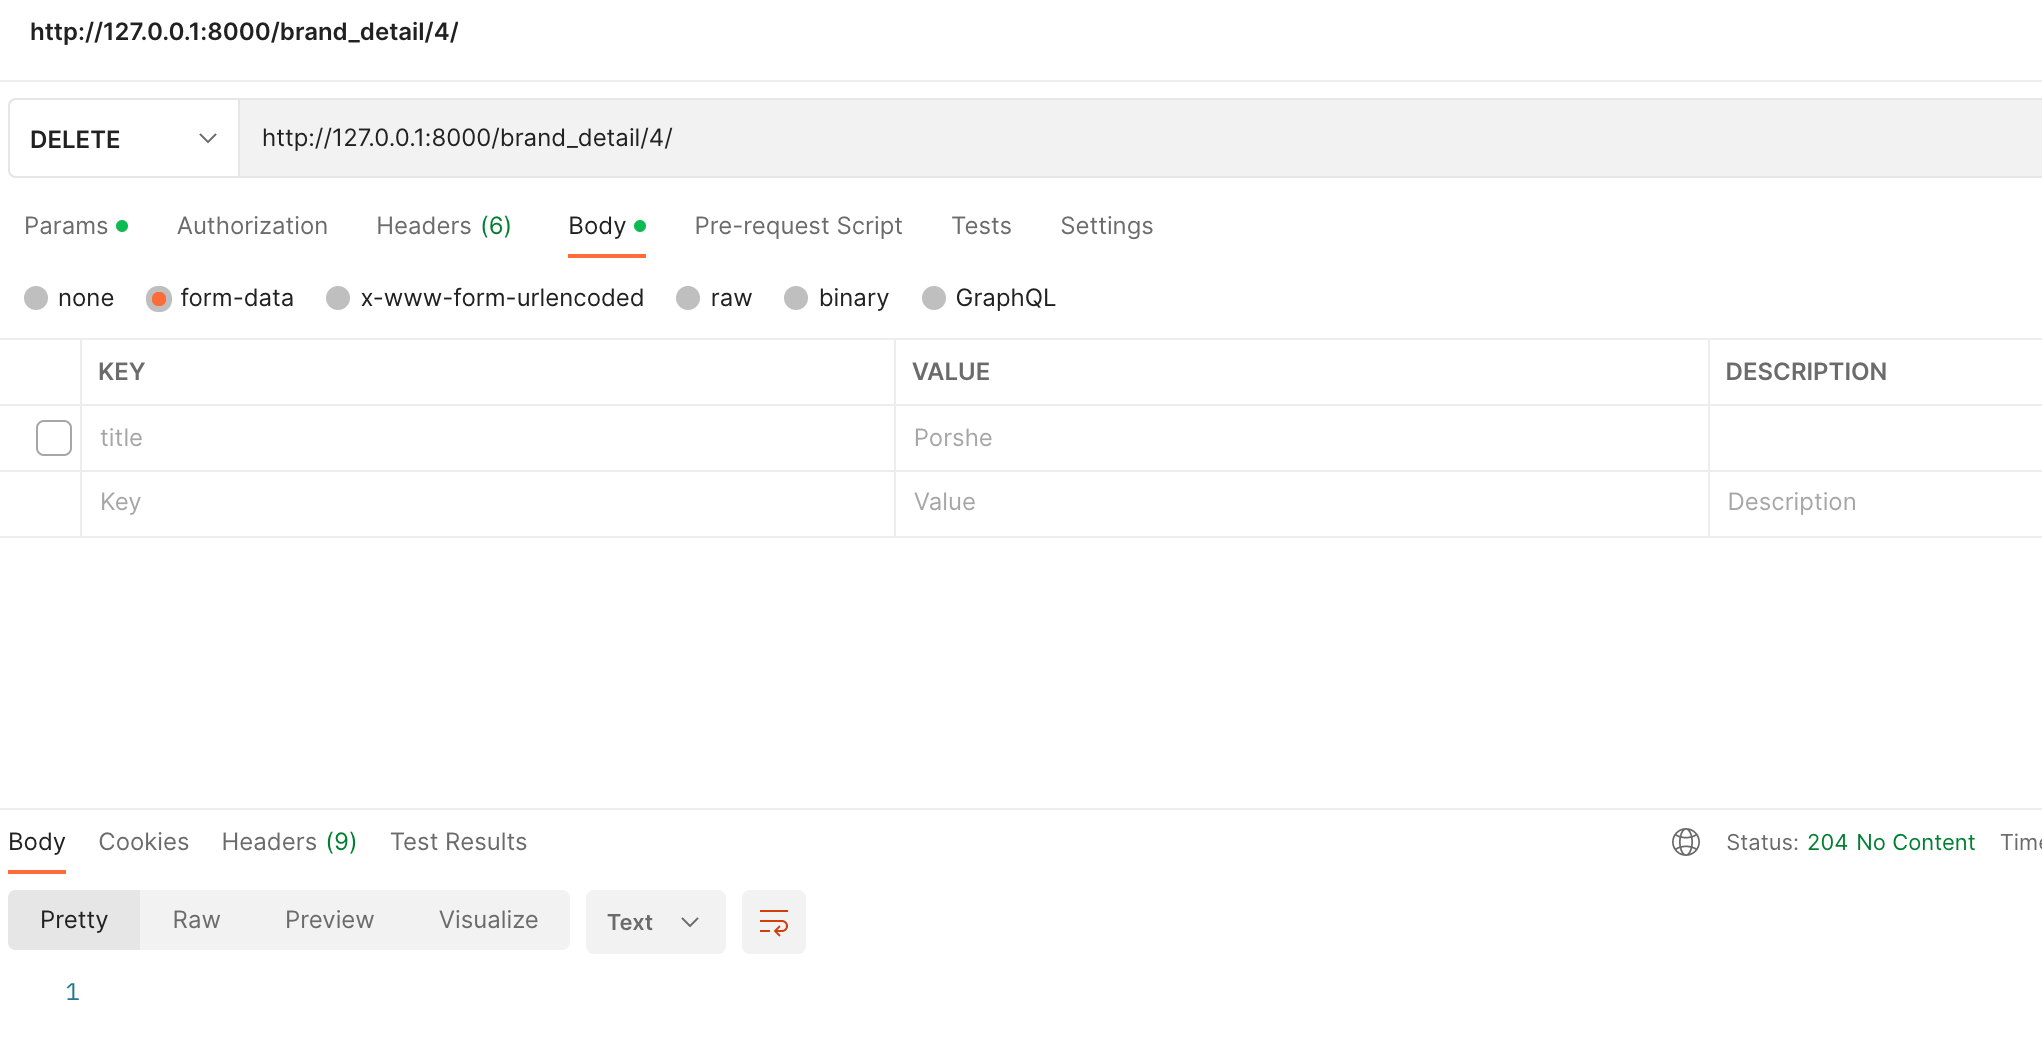 http://127.0.0.1:8000/brand_detail/4/
DELETE http://127.0.0.1:8000/brand_detail/4/
Params Authorization Headers (6) Body Pre-request Script Tests Settings
none form-data x-www-form-urlencoded raw binary GraphQL
KEY VALUE DESCRIPTION
title Porshe
Key Value Description
Body Cookies Headers (9) Test Results Status: 204 No Content Time
Pretty Raw Preview Visualize Text
1